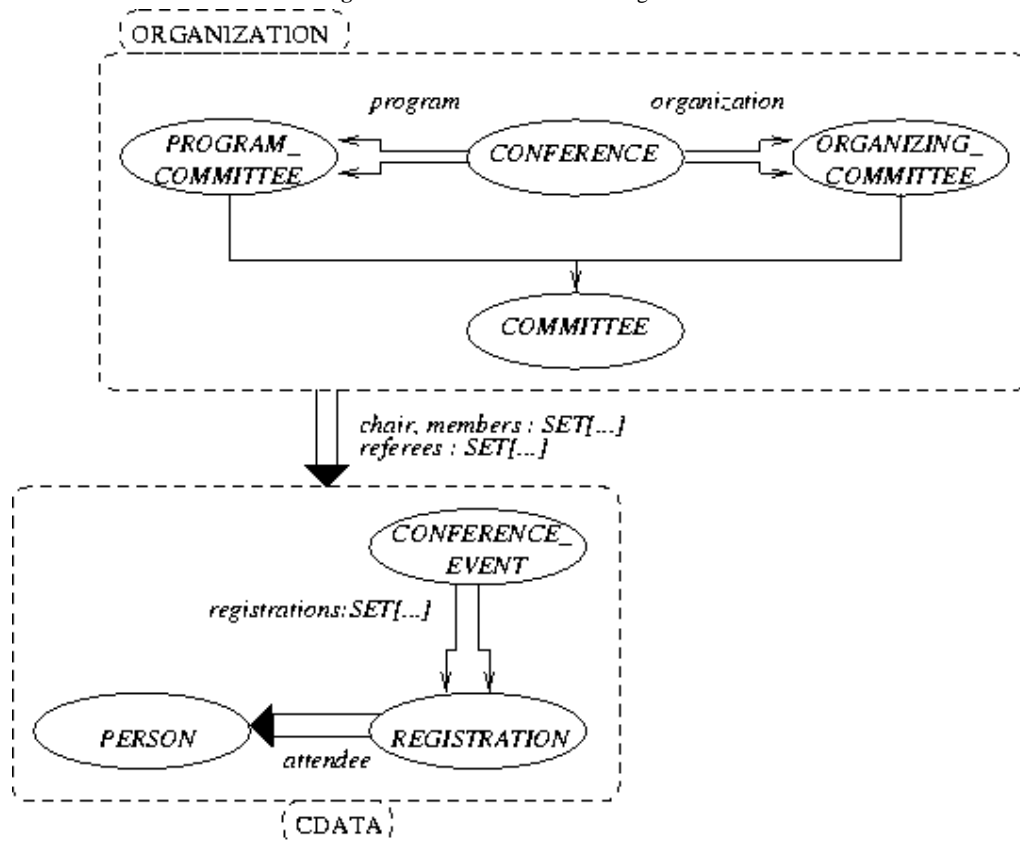 ORGANIZATION
program
organization
PROGRAM_
COMMITTEE
CONFERENCE
ORGANIZING_
COMMITTEE
COMMITTEE
chair, members : SET[...]
referees : SET[...]
CONFERENCE_
EVENT
registrations:SET[...]
PERSON
REGISTRATION
attendee
CDATA